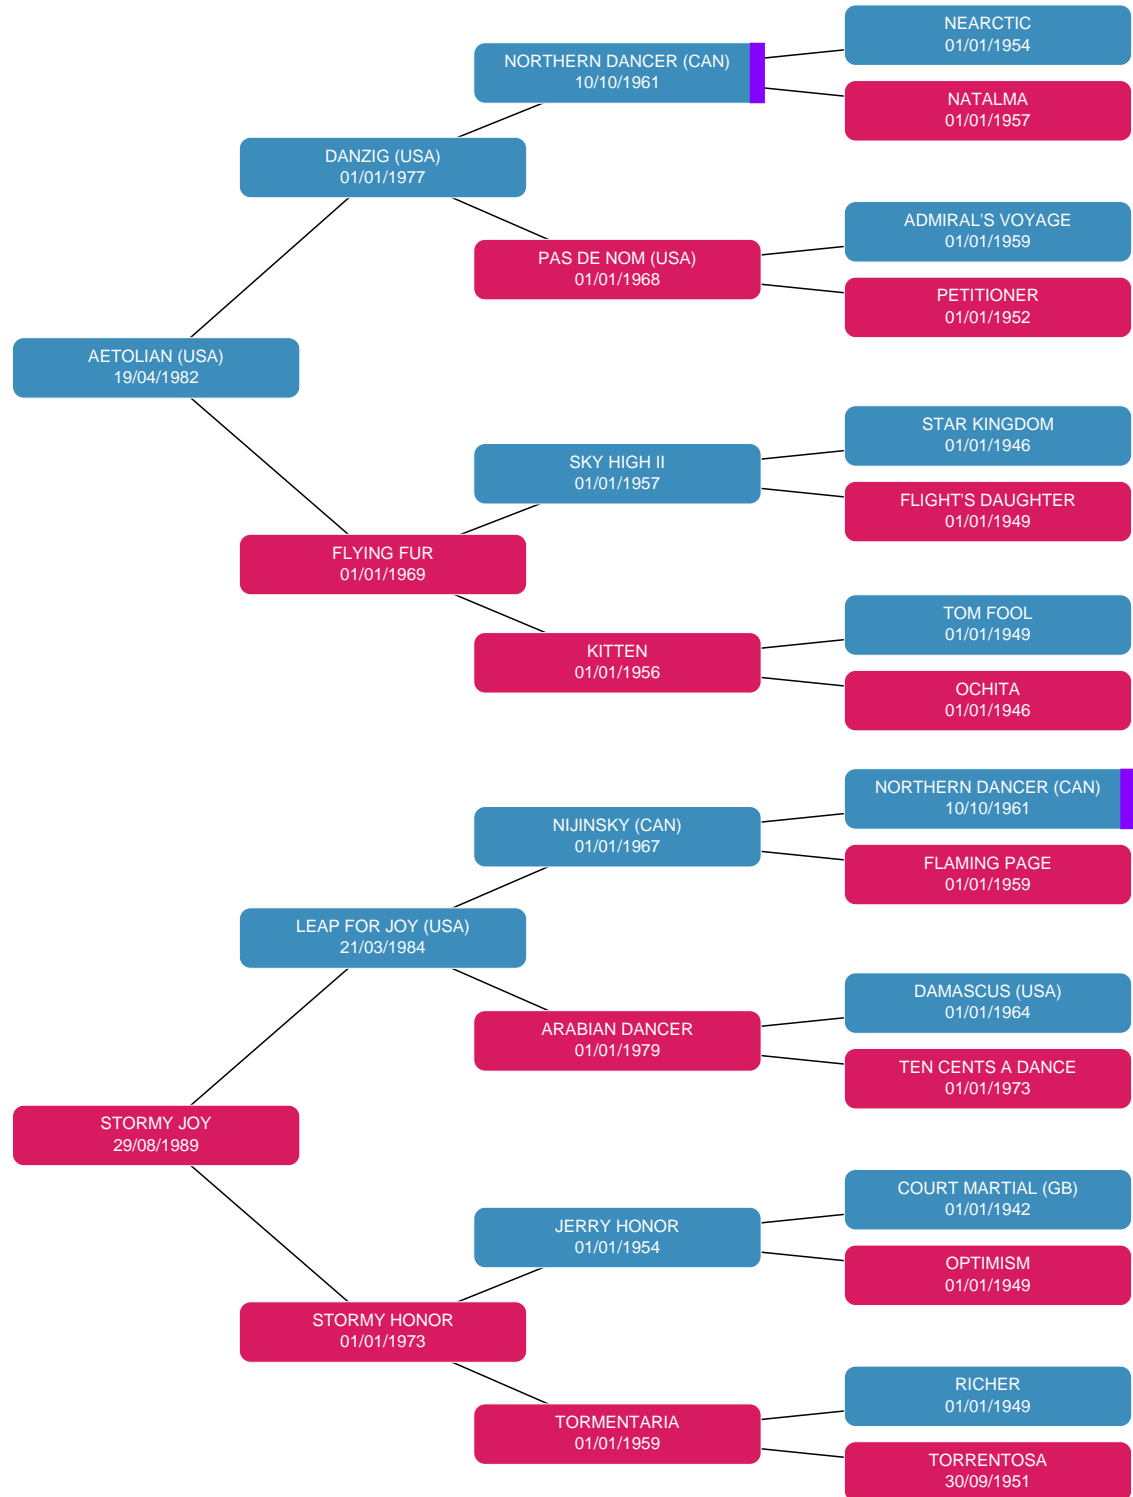 NEARCTIC
01/01/1954
NORTHERN DANCER (CAN)
10/10/1961
NATALMA
01/01/1957
DANZIG (USA)
01/01/1977
ADMIRAL'S VOYAGE
01/01/1959
PAS DE NOM (USA)
01/01/1968
PETITIONER
01/01/1952
AETOLIAN (USA)
19/04/1982
STAR KINGDOM
01/01/1946
SKY HIGH II
01/01/1957
FLIGHT'S DAUGHTER
01/01/1949
FLYING FUR
01/01/1969
TOM FOOL
01/01/1949
KITTEN
01/01/1956
OCHITA
01/01/1946
NORTHERN DANCER (CAN)
10/10/1961
NIJINSKY (CAN)
01/01/1967
FLAMING PAGE
01/01/1959
LEAP FOR JOY (USA)
21/03/1984
DAMASCUS (USA)
01/01/1964
ARABIAN DANCER
01/01/1979
TEN CENTS A DANCE
01/01/1973
STORMY JOY
29/08/1989
COURT MARTIAL (GB)
01/01/1942
JERRY HONOR
01/01/1954
OPTIMISM
01/01/1949
STORMY HONOR
01/01/1973
RICHER
01/01/1949
TORMENTARIA
01/01/1959
TORRENTOSA
30/09/1951